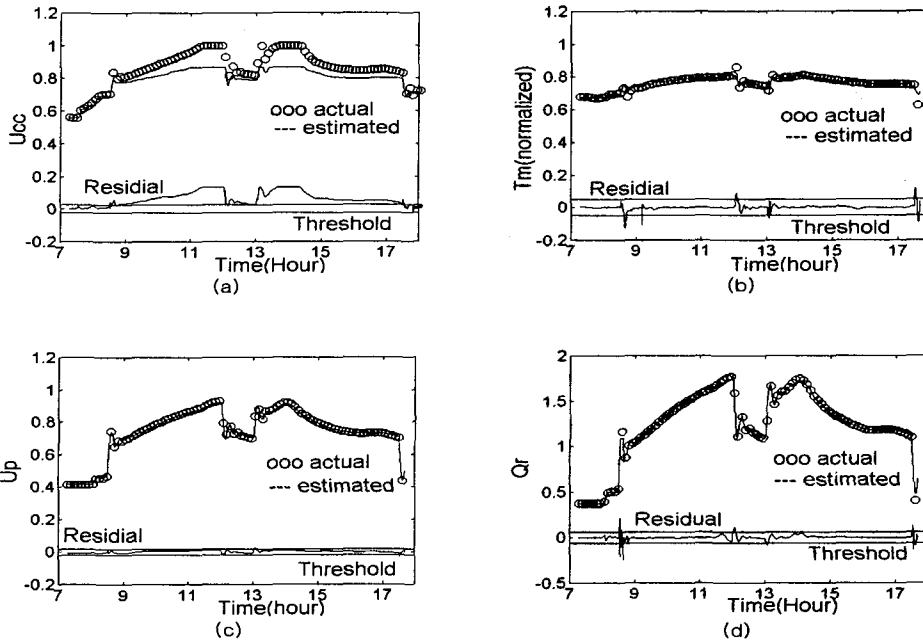 1.2
1
0.8
0.6
0.4
0.2
0
-0.2
Ucc
ooo actual
--- estimated
Residial
Threshold
7 9 11 13 15 17
Time(Hour)
(a)
1.2
1
0.8
0.6
0.4
0.2
0
-0.2
Tm(normalized)
ooo actual
--- estimated
Residial
Threshold
7 9 11 13 15 17
Time(hour)
(b)
1.2
1
0.8
0.6
0.4
0.2
0
-0.2
Up
ooo actual
--- estimated
Residial
Threshold
7 9 11 13 15 17
Time(hour)
(c)
2
1.5
1
0.5
0
-0.5
Qr
ooo actual
--- estimated
Residual
Threshold
7 9 11 13 15 17
Time(Hour)
(d)